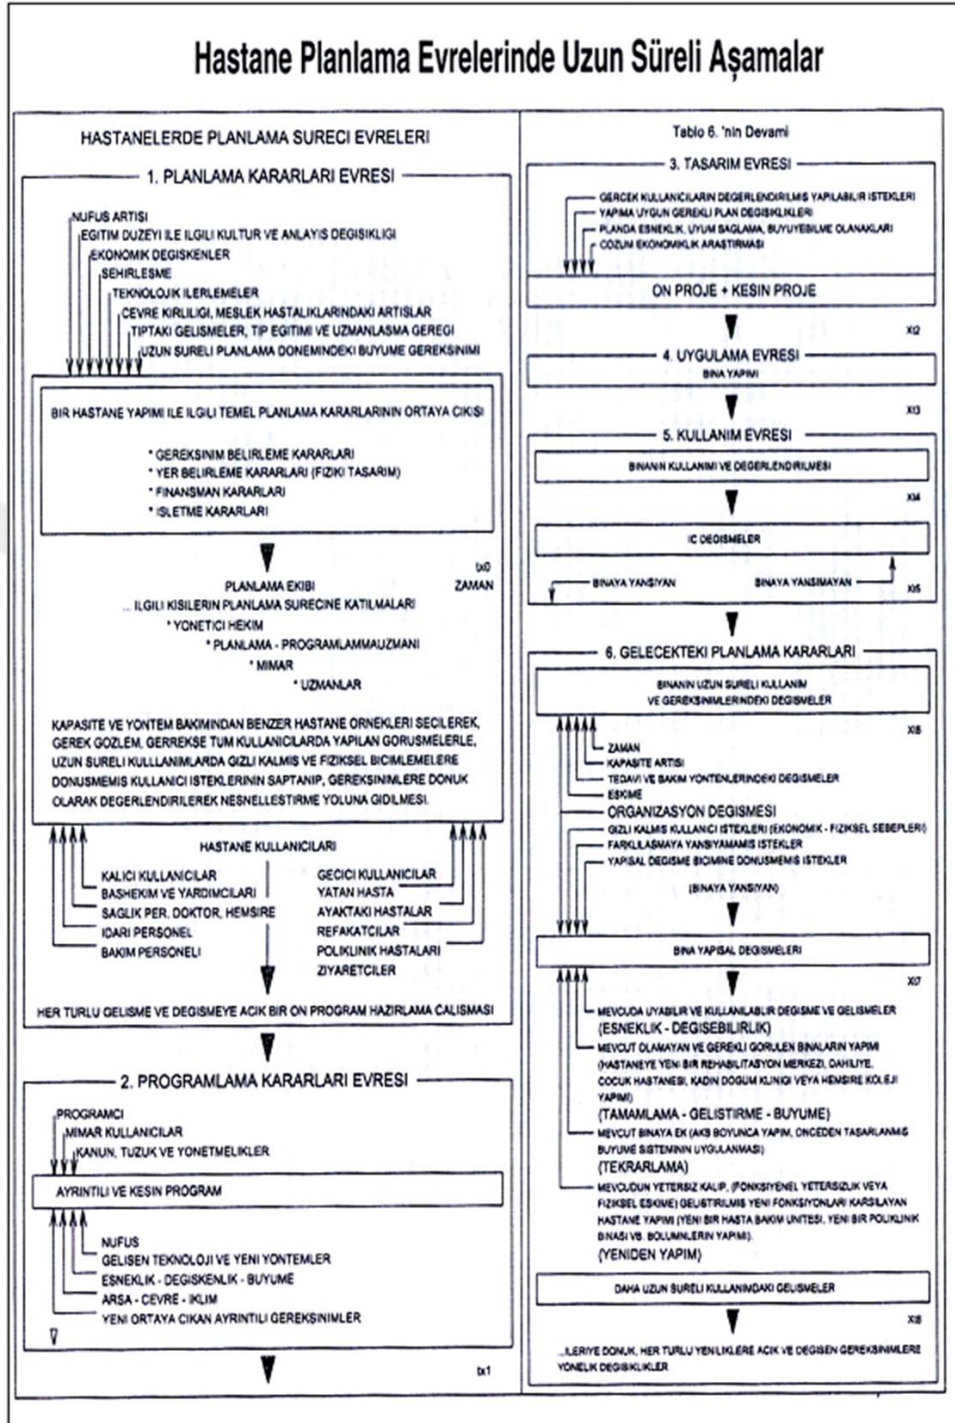 Hastane Planlama Evrelerinde Uzun Süreli Aşamalar
HASTANELERDE PLANLAMA SURECI EVRELERI
1. PLANLAMA KARARLARI EVRESI
NUFUS ARTISI
EGITIM DUZEYI ILE ILGILI KULTUR VE ANLAYIS DEGISIKLIGI
EKONOMIK DEGISKENLER
SEHIRLESME
TEKNOLOJIK ILERLEMELER
CEVRE KIRLILIGI, MESLEK HASTALIKLARINDAKI ARTISLAR
TIPTAKI GELISMELER, TIP EGITIMI VE UZMANLASMA GEREGI
UZUN SURELI PLANLAMA DONEMINDEKI BUYUME GEREKSINIMI
BIR HASTANE YAPIMI ILE ILGILI TEMEL PLANLAMA KARARLARININ ORTAYA CIKISI
* GEREKSINIM BELIRLEME KARARLARI
* YER BELIRLEME KARARLARI (FIZIKI TASARIM)
* FINANSMAN KARARLARI
* ISLETME KARARLARI
tx0
PLANLAMA EKIBI ZAMAN
... ILGILI KISILERIN PLANLAMA SURECINE KATILMALARI
* YONETICI HEKIM
* PLANLAMA - PROGRAMLAMMAUZMANI
* MIMAR
* UZMANLAR
KAPASITE VE YONTEM BAKIMINDAN BENZER HASTANE ORNEKLERI SECILEREK,
GEREK GOZLEM, GERREKSE TUM KULLANICILARDA YAPILAN GORUSMELERLE,
UZUN SURELI KULLLANIMLARDA GIZLI KALMIS VE FIZIKSEL BICIMLEMELERE
DONUSMEMIS KULLANICI ISTEKLERININ SAPTANIP, GEREKSINIMLERE DONUK
OLARAK DEGERLENDIRILEREK NESNELLESTIRME YOLUNA GIDILMESI.
HASTANE KULLANICILARI
KALICI KULLANICILAR
BASHEKIM VE YARDIMCILARI
SAGLIK PER. DOKTOR, HEMSIRE
IDARI PERSONEL
BAKIM PERSONELI
GECICI KULLANICILAR
YATAN HASTA
AYAKTAKI HASTALAR
REFAKATCILAR
POLIKLINIK HASTALARI
ZIYARETCILER
HER TURLU GELISME VE DEGISMEYE ACIK BIR ON PROGRAM HAZIRLAMA CALISMASI
2. PROGRAMLAMA KARARLARI EVRESI
PROGRAMCI
MIMAR KULLANICILAR
KANUN, TUZUK VE YONETMELIKLER
AYRINTILI VE KESIN PROGRAM
NUFUS
GELISEN TEKNOLOJI VE YENI YONTEMLER
ESNEKLIK - DEGISKENLIK - BUYUME
ARSA - CEVRE - IKLIM
YENI ORTAYA CIKAN AYRINTILI GEREKSINIMLER
tx1
Tablo 6. 'nin Devami
3. TASARIM EVRESI
GERCEK KULLANICILARIN DEGERLENDIRILMIS YAPILABILIR ISTEKLERI
YAPIMA UYGUN GEREKLI PLAN DEGISIKLIKLERI
PLANDA ESNEKLIK, UYUM SAGLAMA, BUYUYEBILME OLANAKLARI
COZUM EKONOMIKLIK ARASTIRMASI
ON PROJE + KESIN PROJE
Xt2
4. UYGULAMA EVRESI
BINA YAPIMI
Xt3
5. KULLANIM EVRESI
BINANIN KULLANIMI VE DEGERLENDIRILMESI
Xt4
IC DEGISMELER
BINAYA YANSIYAN BINAYA YANSIMAYAN
Xt5
6. GELECEKTEKI PLANLAMA KARARLARI
BINANIN UZUN SURELI KULLANIM
VE GEREKSINIMLERINDEKI DEGISMELER
Xt6
ZAMAN
KAPASITE ARTISI
TEDAVI VE BAKIM YONTENLERINDEKI DEGISMELER
ESKIME
ORGANIZASYON DEGISMESI
GIZLI KALMIS KULLANICI ISTEKLERI (EKONOMIK - FIZIKSEL SEBEPLERI)
FARKLILASMAYA YANSIYAMAMIS ISTEKLER
YAPISAL DEGISME BICIMINE DONUSMEMIS ISTEKLER
(BINAYA YANSIYAN)
BINA YAPISAL DEGISMELERI
Xt7
MEVCUDA UYABILIR VE KULLANILABLIR DEGISME VE GELISMELER
(ESNEKLIK - DEGISEBILIRLIK)
MEVCUT OLAMAYAN VE GEREKLI GORULEN BINALARIN YAPIMI
(HASTANEYE YENI BIR REHABILITASYON MERKEZI, DAHILIYE,
COCUK HASTANESI, KADIN DOGUM KLINIGI VEYA HEMSIRE KOLEJI
YAPIMI)
(TAMAMLAMA - GELISTIRME - BUYUME)
MEVCUT BINAYA EK (AKS BOYUNCA YAPIM, ONCEDEN TASARLANMIS
BUYUME SISTEMININ UYGULANMASI)
(TEKRARLAMA)
MEVCUDUN YETERSIZ KALIP, (FONKSIYENEL YETERSIZLIK VEYA
FIZIKSEL ESKIME) GELISTIRILMIS YENI FONKSIYONLARI KARSILAYAN
HASTANE YAPIMI (YENI BIR HASTA BAKIM UNITESI, YENI BIR POLIKLINIK
BINASI VB. BOLUMNLERIN YAPIMI).
(YENIDEN YAPIM)
DAHA UZUN SURELI KULLANIMDAKI GELISMELER
Xt8
...ILERIYE DONUK, HER TURLU YENILIKLERE ACIK VE DEGISEN GEREKSINIMLERE
YONELIK DEGISIKLIKLER